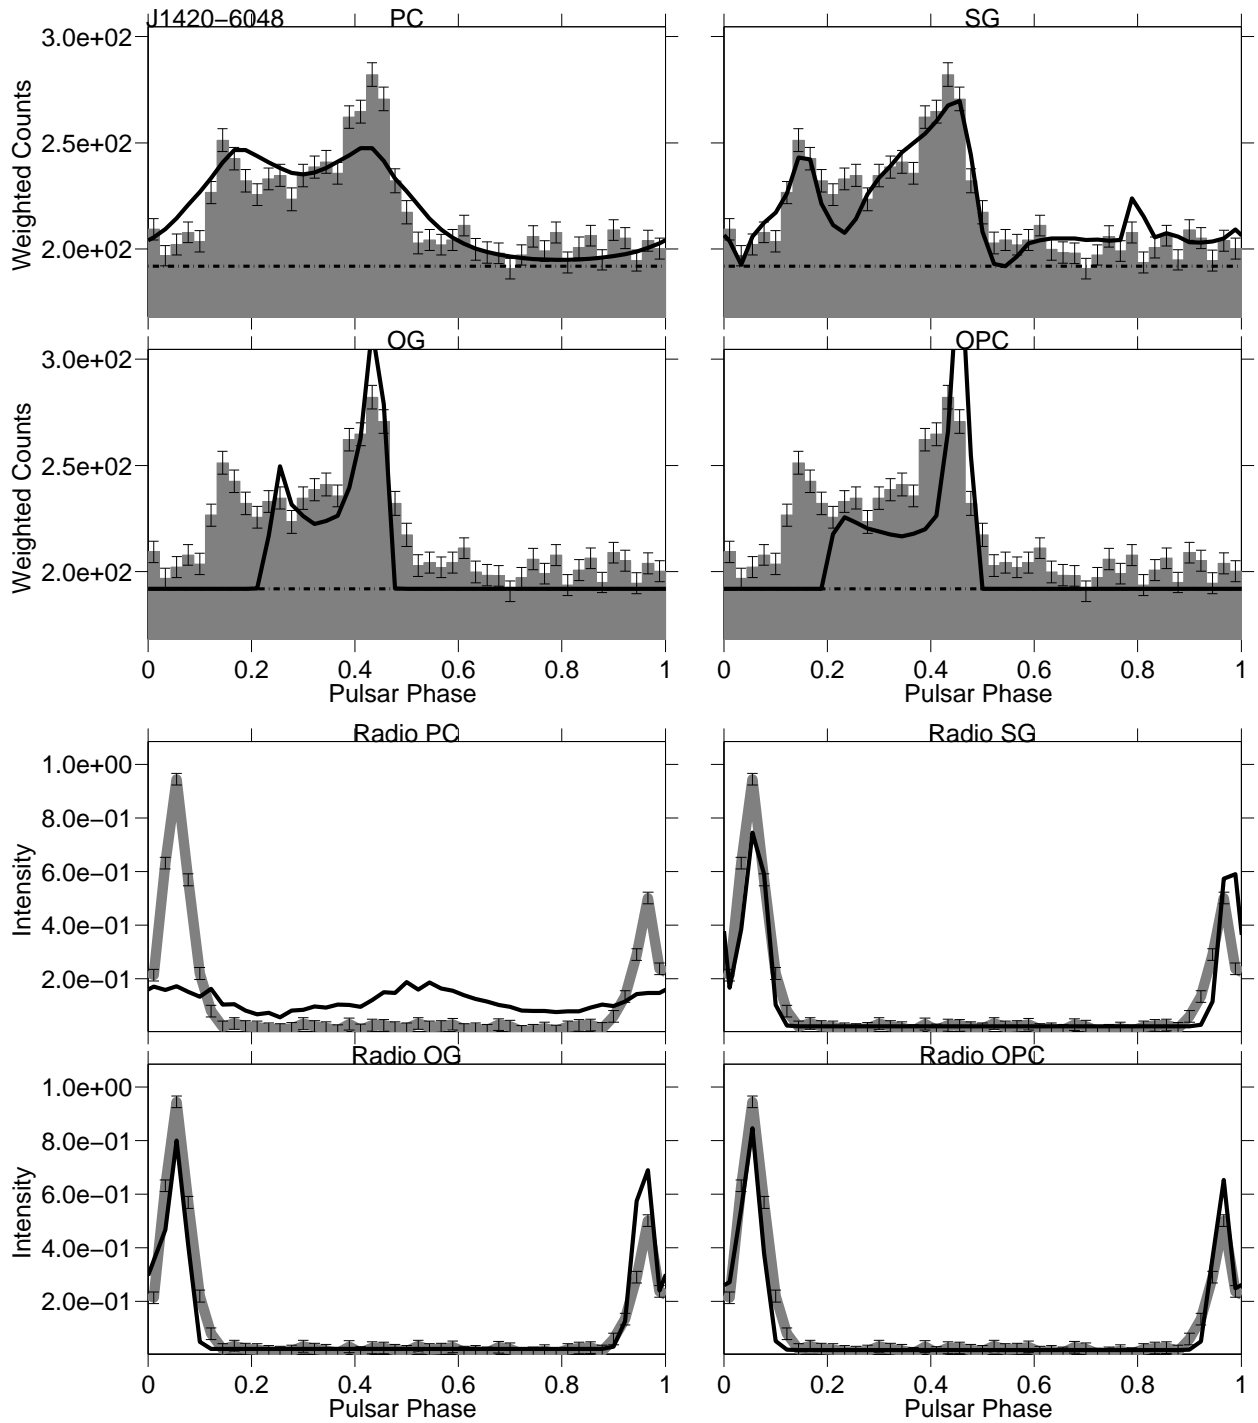 J1420−6048
PC
SG
3.0e+02
2.5e+02
2.0e+02
Weighted Counts
OG
OPC
3.0e+02
2.5e+02
2.0e+02
Weighted Counts
0 0.2 0.4 0.6 0.8 1
0 0.2 0.4 0.6 0.8 1
Pulsar Phase
Pulsar Phase
Radio PC
Radio SG
1.0e+00
8.0e−01
6.0e−01
4.0e−01
2.0e−01
Intensity
Radio OG
Radio OPC
1.0e+00
8.0e−01
6.0e−01
4.0e−01
2.0e−01
Intensity
0 0.2 0.4 0.6 0.8 1
0 0.2 0.4 0.6 0.8 1
Pulsar Phase
Pulsar Phase